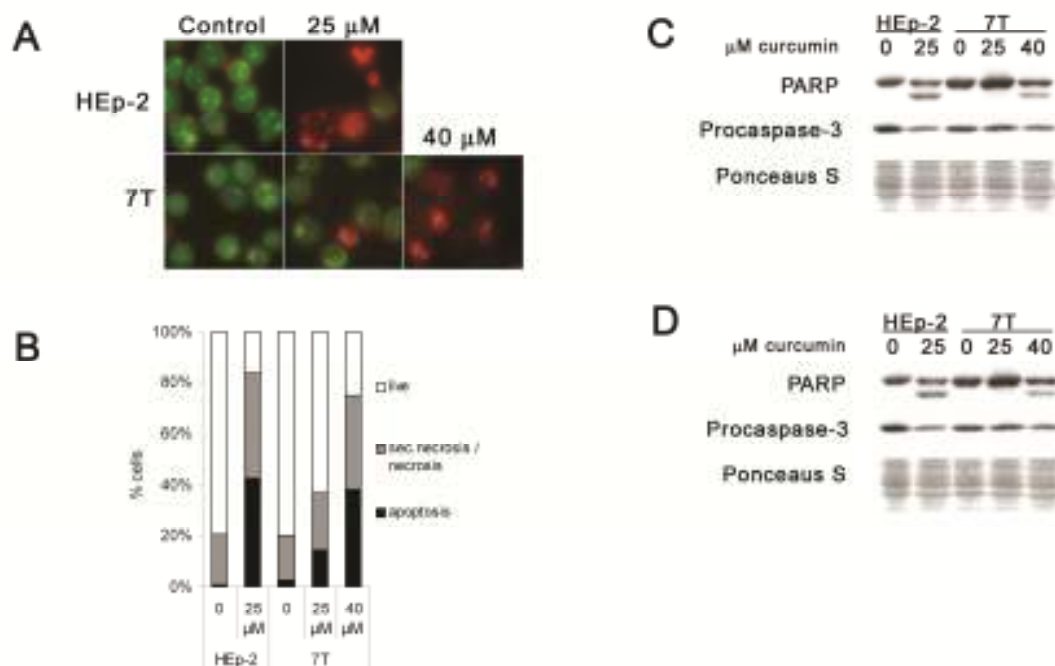 A
Control 25 µM
HEp-2
40 µM
7T
B
100%
80%
60%
40%
20%
0%
% cells
live
sec. necrosis /
necrosis
apoptosis
0 25 µM 0 25 µM 40 µM
HEp-2 7T
C
HEp-2 7T
µM curcumin 0 25 0 25 40
PARP
Procaspase-3
Ponceaus S
D
HEp-2 7T
µM curcumin 0 25 0 25 40
PARP
Procaspase-3
Ponceaus S